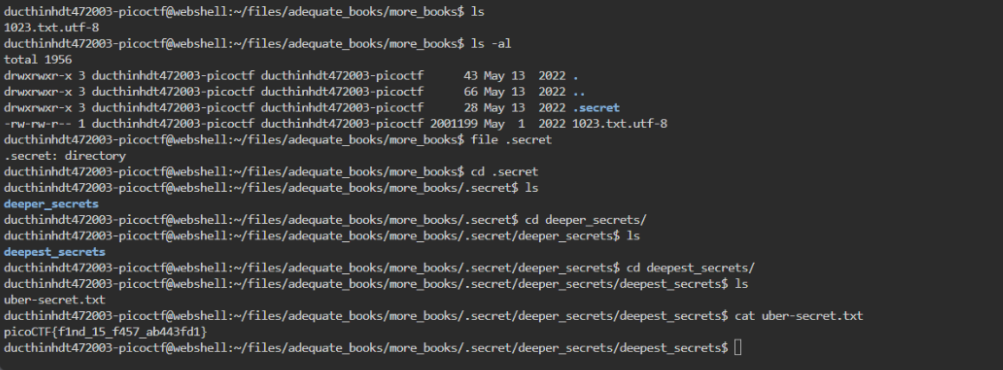 ducthinhdt472003-picoctf@webshell:~/files/adequate_books/more_books$ ls
1023.txt.utf-8
ducthinhdt472003-picoctf@webshell:~/files/adequate_books/more_books$ ls -al
total 1956
drwxrwxr-x 3 ducthinhdt472003-picoctf ducthinhdt472003-picoctf      43 May 13  2022 .
drwxrwxr-x 3 ducthinhdt472003-picoctf ducthinhdt472003-picoctf      66 May 13  2022 ..
drwxrwxr-x 3 ducthinhdt472003-picoctf ducthinhdt472003-picoctf      28 May 13  2022 .secret
-rw-rw-r-- 1 ducthinhdt472003-picoctf ducthinhdt472003-picoctf 2001199 May  1  2022 1023.txt.utf-8
ducthinhdt472003-picoctf@webshell:~/files/adequate_books/more_books$ file .secret
.secret: directory
ducthinhdt472003-picoctf@webshell:~/files/adequate_books/more_books$ cd .secret
ducthinhdt472003-picoctf@webshell:~/files/adequate_books/more_books/.secret$ ls
deeper_secrets
ducthinhdt472003-picoctf@webshell:~/files/adequate_books/more_books/.secret$ cd deeper_secrets/
ducthinhdt472003-picoctf@webshell:~/files/adequate_books/more_books/.secret/deeper_secrets$ ls
deepest_secrets
ducthinhdt472003-picoctf@webshell:~/files/adequate_books/more_books/.secret/deeper_secrets$ cd deepest_secrets/
ducthinhdt472003-picoctf@webshell:~/files/adequate_books/more_books/.secret/deeper_secrets/deepest_secrets$ ls
uber-secret.txt
ducthinhdt472003-picoctf@webshell:~/files/adequate_books/more_books/.secret/deeper_secrets/deepest_secrets$ cat uber-secret.txt
picoCTF{f1nd_15_f457_ab443fd1}
ducthinhdt472003-picoctf@webshell:~/files/adequate_books/more_books/.secret/deeper_secrets/deepest_secrets$